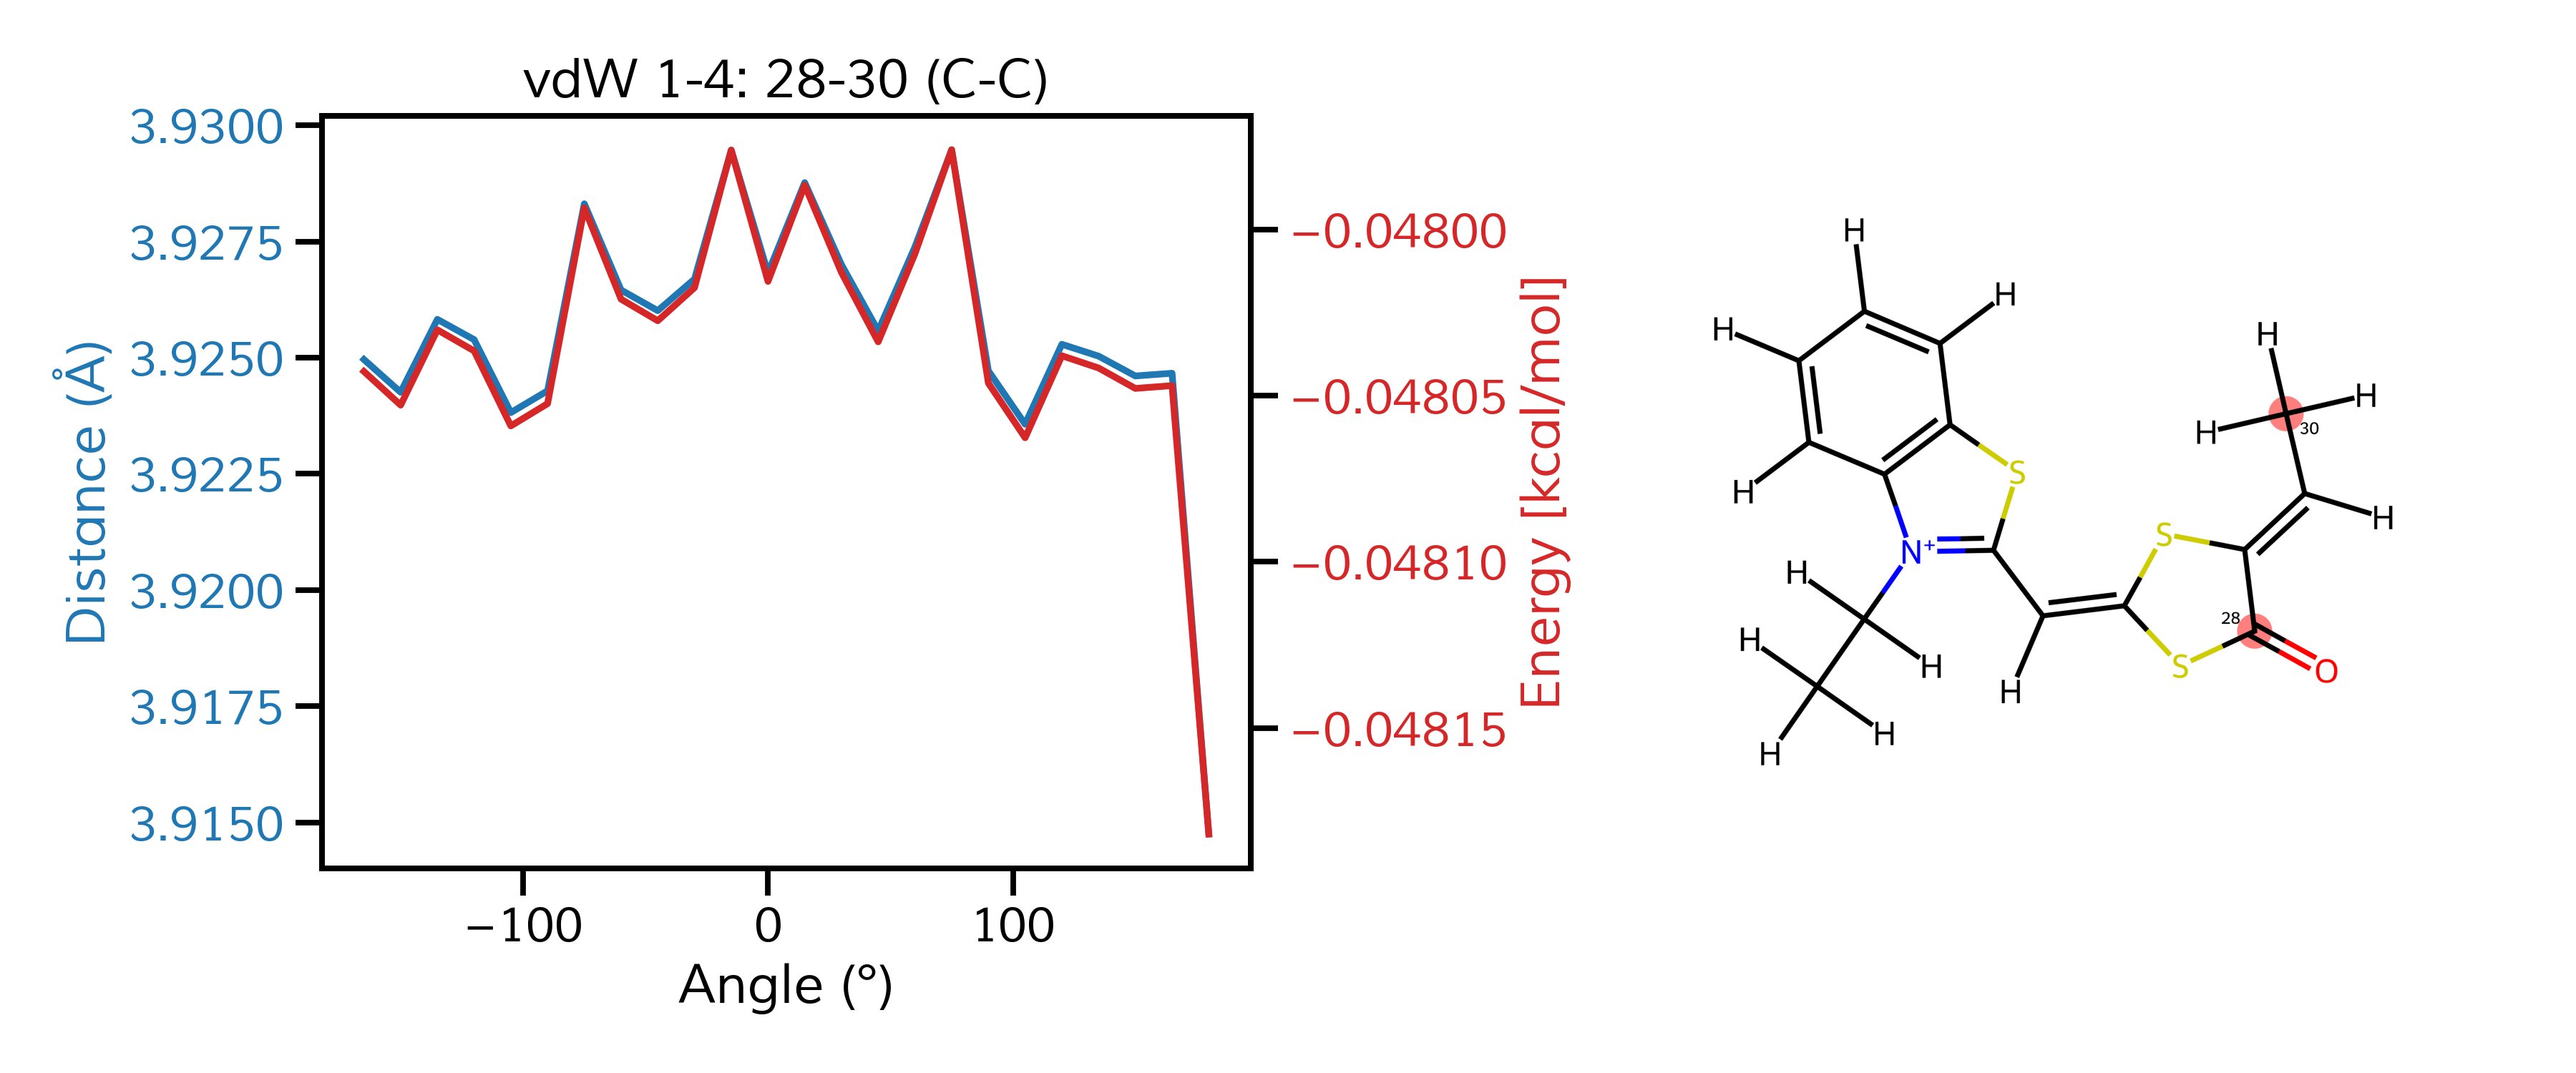 vdW 1-4: 28-30 (C-C)
3.9300
3.9275
3.9250
3.9225
3.9200
3.9175
3.9150
Distance (Å)
−0.04800
−0.04805
−0.04810
−0.04815
Energy [kcal/mol]
−100
0
100
Angle (°)
H
H
H
H
H
H
H
30
S
H
H
S
N⁺
H
28
H
H
S
O
H
H
H